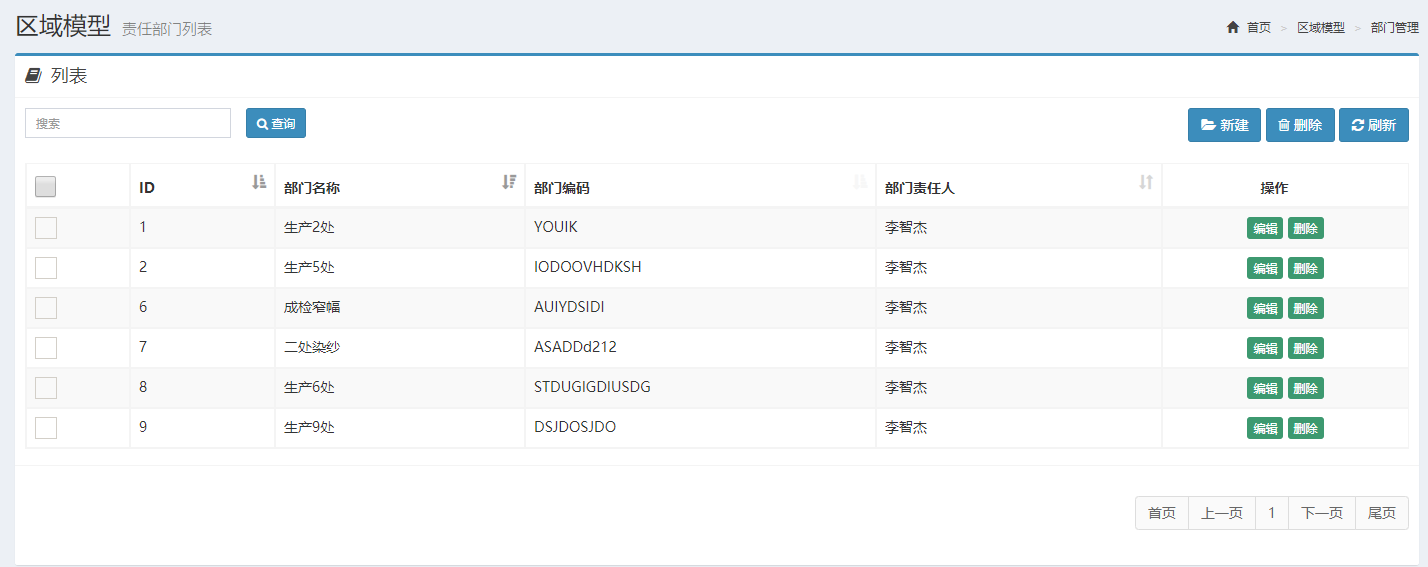 区域模型 责任部门列表 首页 > 区域模型 > 部门管理
列表
搜索 查询 新建 删除 刷新
ID 部门名称 部门编码 部门责任人 操作
1 生产2处 YOUIK 李智杰 编辑 删除
2 生产5处 IODOOVHDKSH 李智杰 编辑 删除
6 成检窄幅 AUIYDSIDI 李智杰 编辑 删除
7 二处染纱 ASADDd212 李智杰 编辑 删除
8 生产6处 STDUGIGDIUSDG 李智杰 编辑 删除
9 生产9处 DSJDOSJDO 李智杰 编辑 删除
首页 上一页 1 下一页 尾页